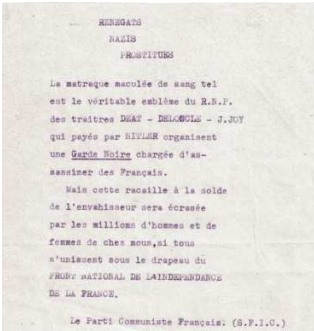 RENEGATS
NAZIS
PROSTITUES
La matraque maculée de sang tel
est le véritable emblême du R.N.P.
des traîtres DEAT - DELONCLE - J.JOY
qui payés par HITLER organisent
une Garde Noire chargée d'as-
sassiner des Français.
Mais cette racaille à la solde
de l'envahisseur sera écrasée
par les millions d'hommes et de
femmes de chez nous,si tous
s'unissent sous le drapeau du
FRONT NATIONAL DE L'INDEPENDANCE
DE LA FRANCE.
Le Parti Communiste Français. (S.F.I.C.)